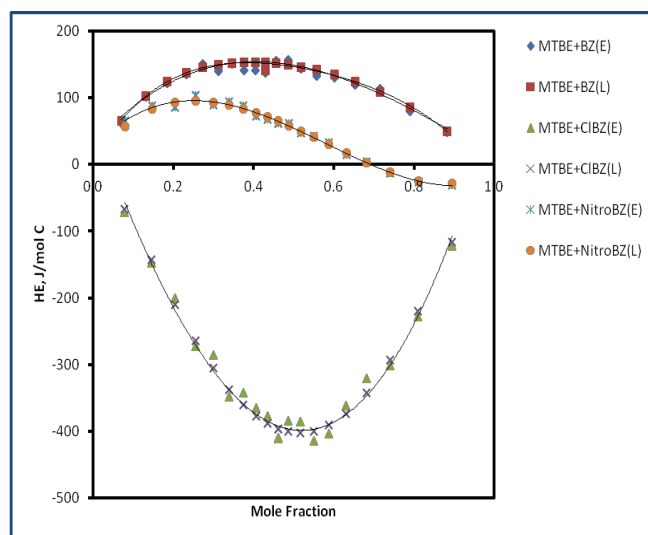 200
100
0
-100
-200
-300
-400
-500
0.0
0.2
0.4
0.6
0.8
1.0
HE, J/mol C
Mole Fraction
MTBE+BZ(E)
MTBE+BZ(L)
MTBE+ClBZ(E)
MTBE+ClBZ(L)
MTBE+NitroBZ(E)
MTBE+NitroBZ(L)